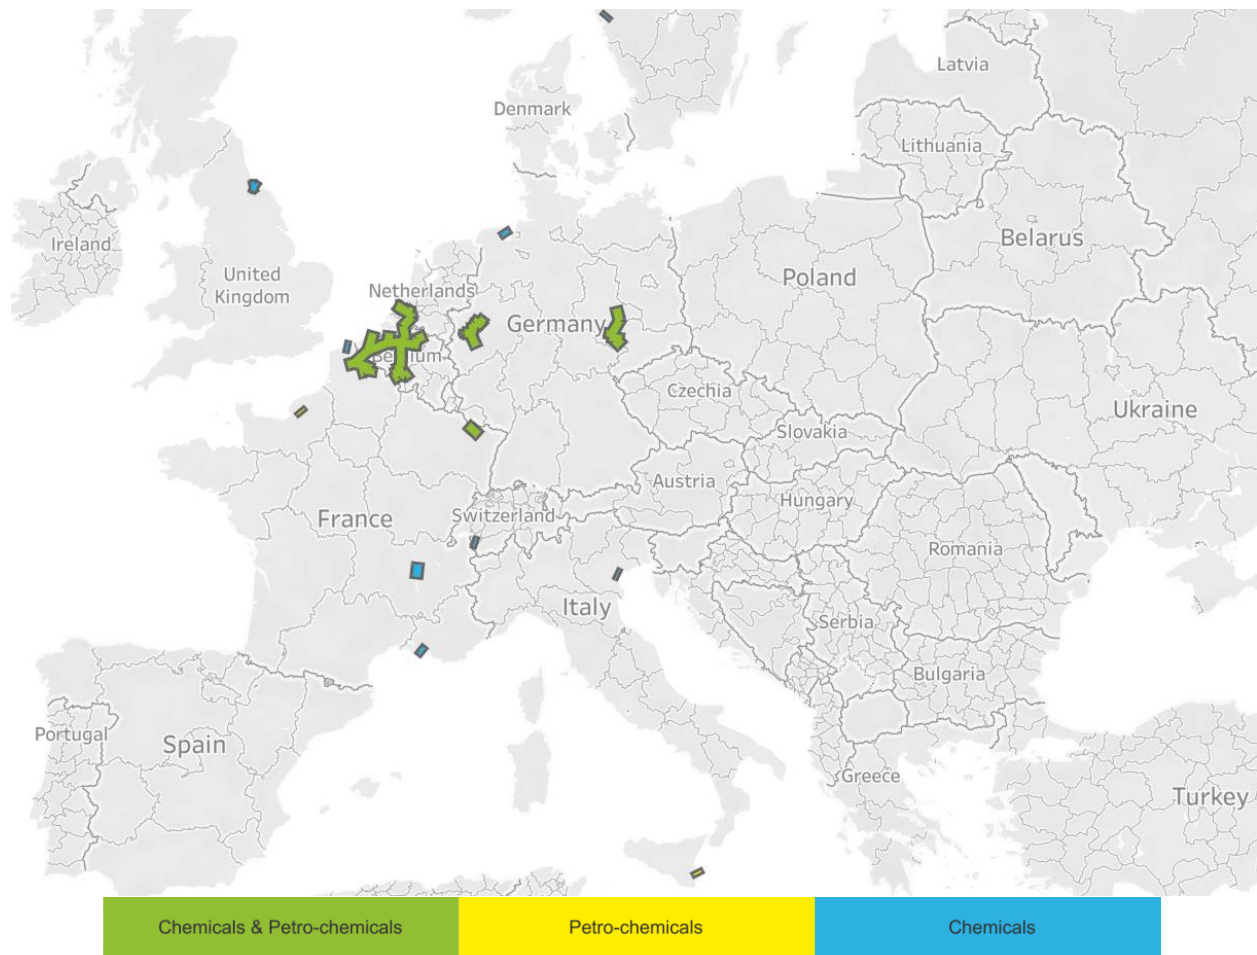 Latvia
Denmark
Lithuania
Ireland
Belarus
United
Kingdom
Poland
Netherlands
Germany
Belgium
Czechia
Ukraine
Slovakia
Austria
Hungary
France
Switzerland
Romania
Italy
Serbia
Bulgaria
Portugal
Spain
Greece
Turkey
Chemicals & Petro-chemicals
Petro-chemicals
Chemicals